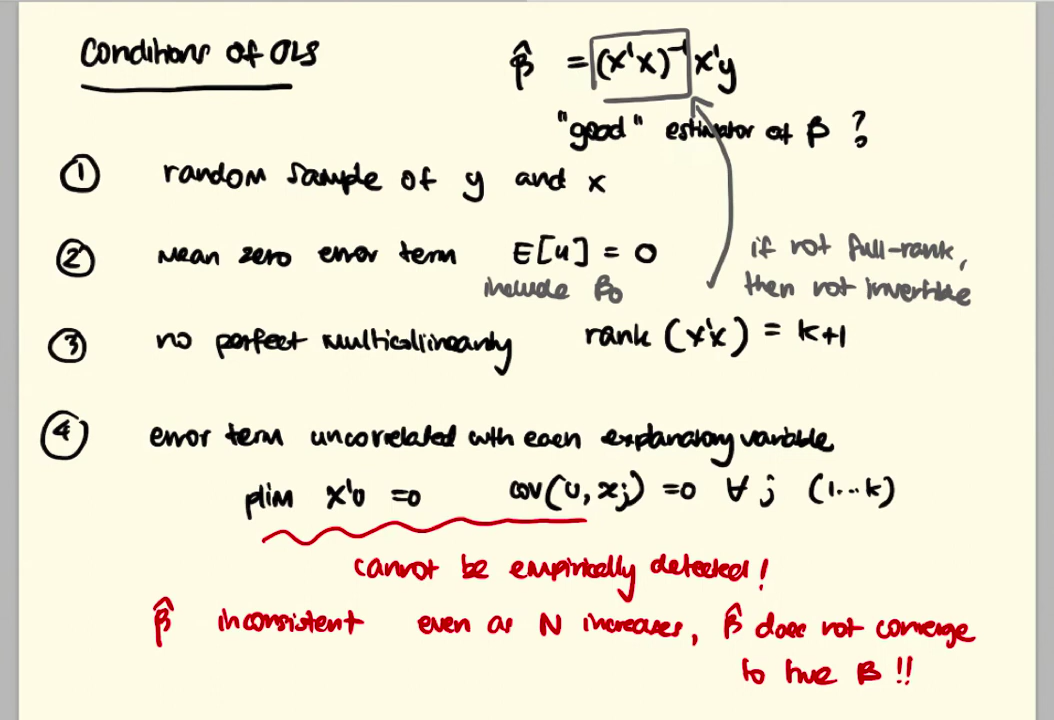 Conditions of OLS
β̂ = (x'x)⁻¹ x'y
"good" estimator of β ?
① random sample of y and x
② mean zero error term E[u] = 0
include β₀
if not full-rank,
then not invertible
③ no perfect multicollinearity rank (x'x) = k+1
④ error term uncorrelated with each explanatory variable
plim x'u = 0 cov(u, xj) = 0 ∀ j (1...k)
cannot be empirically detected!
β̂ inconsistent even as N increases, β̂ does not converge
to true β !!